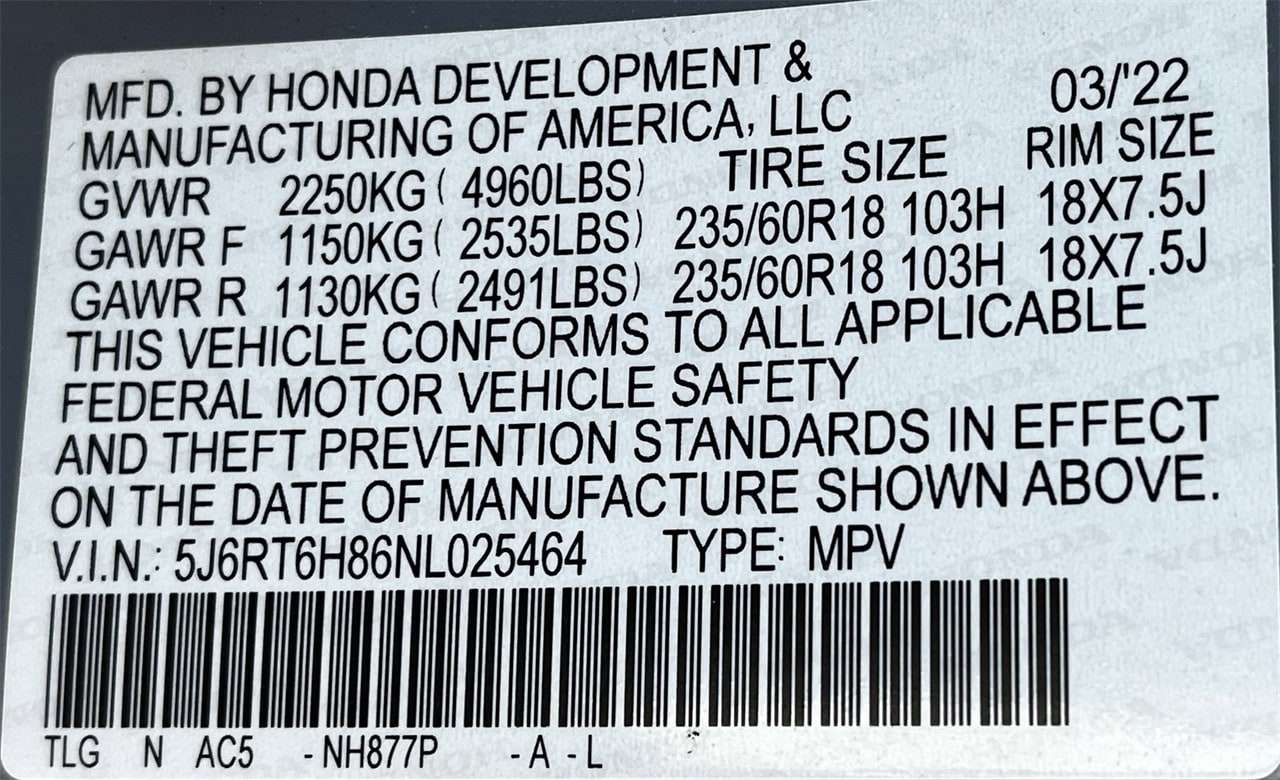 MFD. BY HONDA DEVELOPMENT &
MANUFACTURING OF AMERICA, LLC 03/'22
GVWR 2250KG ( 4960LBS) TIRE SIZE RIM SIZE
GAWR F 1150KG ( 2535LBS) 235/60R18 103H 18X7.5J
GAWR R 1130KG ( 2491LBS) 235/60R18 103H 18X7.5J
THIS VEHICLE CONFORMS TO ALL APPLICABLE
FEDERAL MOTOR VEHICLE SAFETY
AND THEFT PREVENTION STANDARDS IN EFFECT
ON THE DATE OF MANUFACTURE SHOWN ABOVE.
V.I.N.: 5J6RT6H86NL025464 TYPE: MPV
TLG N AC5 - NH877P - A - L